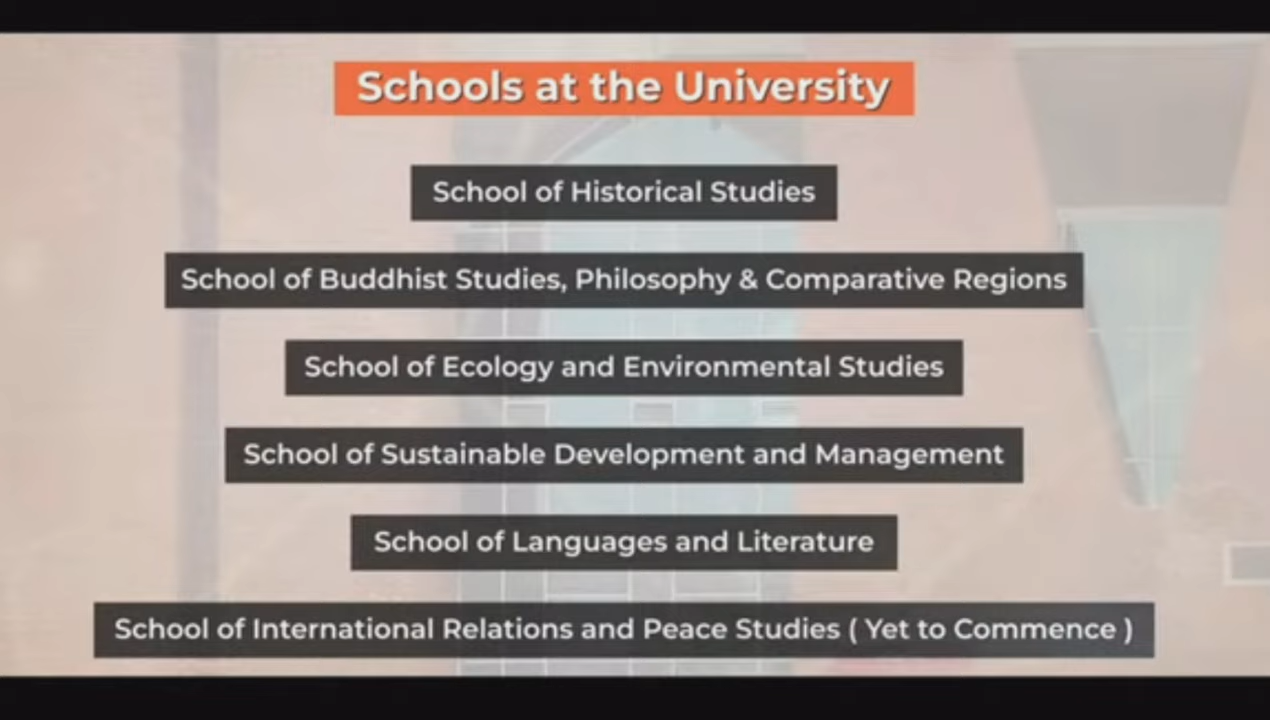 Schools at the University
School of Historical Studies
School of Buddhist Studies, Philosophy & Comparative Regions
School of Ecology and Environmental Studies
School of Sustainable Development and Management
School of Languages and Literature
School of International Relations and Peace Studies ( Yet to Commence )